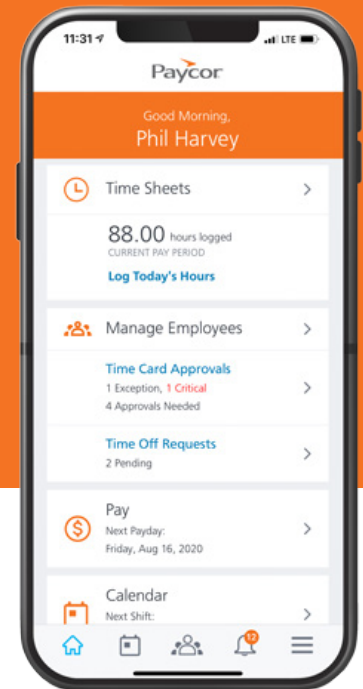 11:31
LTE
Paycor
Good Morning,
Phil Harvey
Time Sheets
88.00 hours logged
CURRENT PAY PERIOD
Log Today's Hours
Manage Employees
Time Card Approvals
1 Exception, 1 Critical
4 Approvals Needed
Time Off Requests
2 Pending
Pay
Next Payday:
Friday, Aug 16, 2020
Calendar
Next Shift:
12